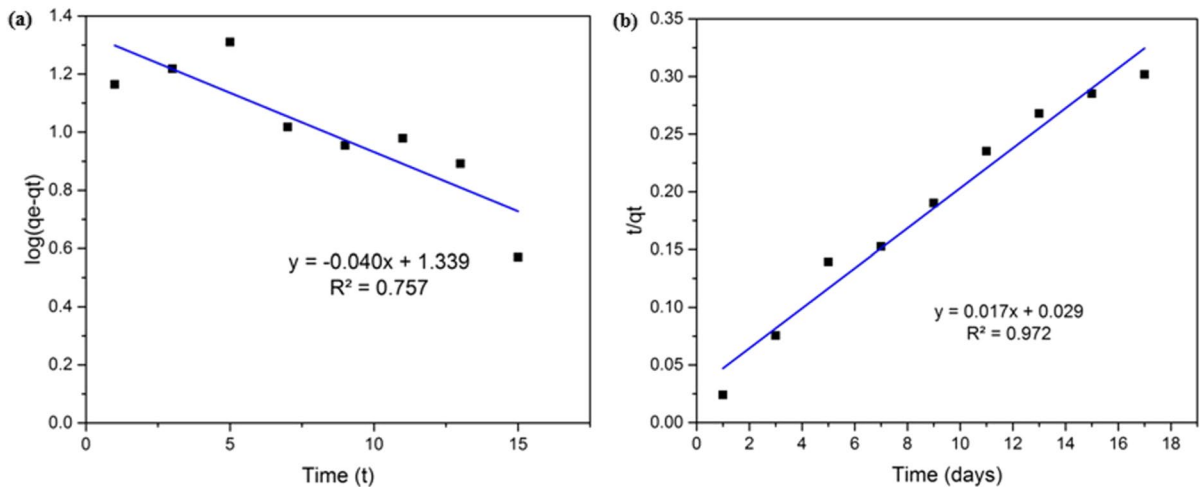 (a)
1.4
1.2
1.0
0.8
0.6
0.4
0.2
0.0
log(qe-qt)
y = -0.040x + 1.339
R² = 0.757
0 5 10 15
Time (t)
(b)
0.35
0.30
0.25
0.20
0.15
0.10
0.05
0.00
t/qt
y = 0.017x + 0.029
R² = 0.972
0 2 4 6 8 10 12 14 16 18
Time (days)